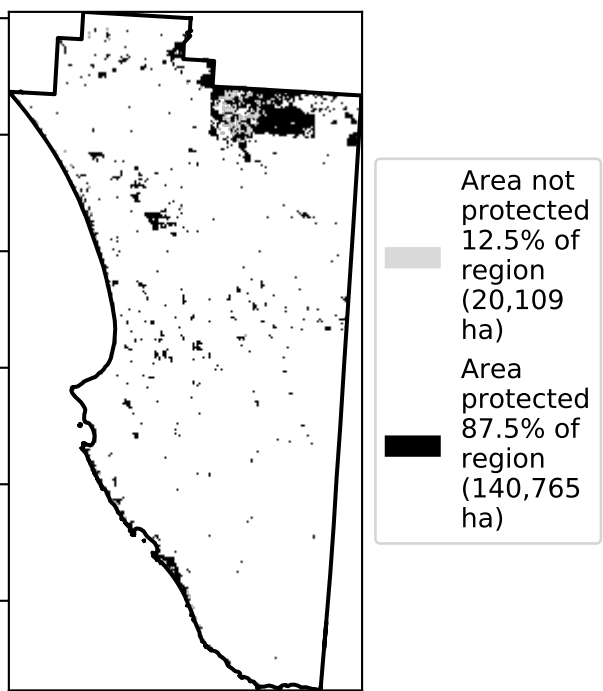 Area not
protected
12.5% of
region
(20,109
ha)
Area
protected
87.5% of
region
(140,765
ha)